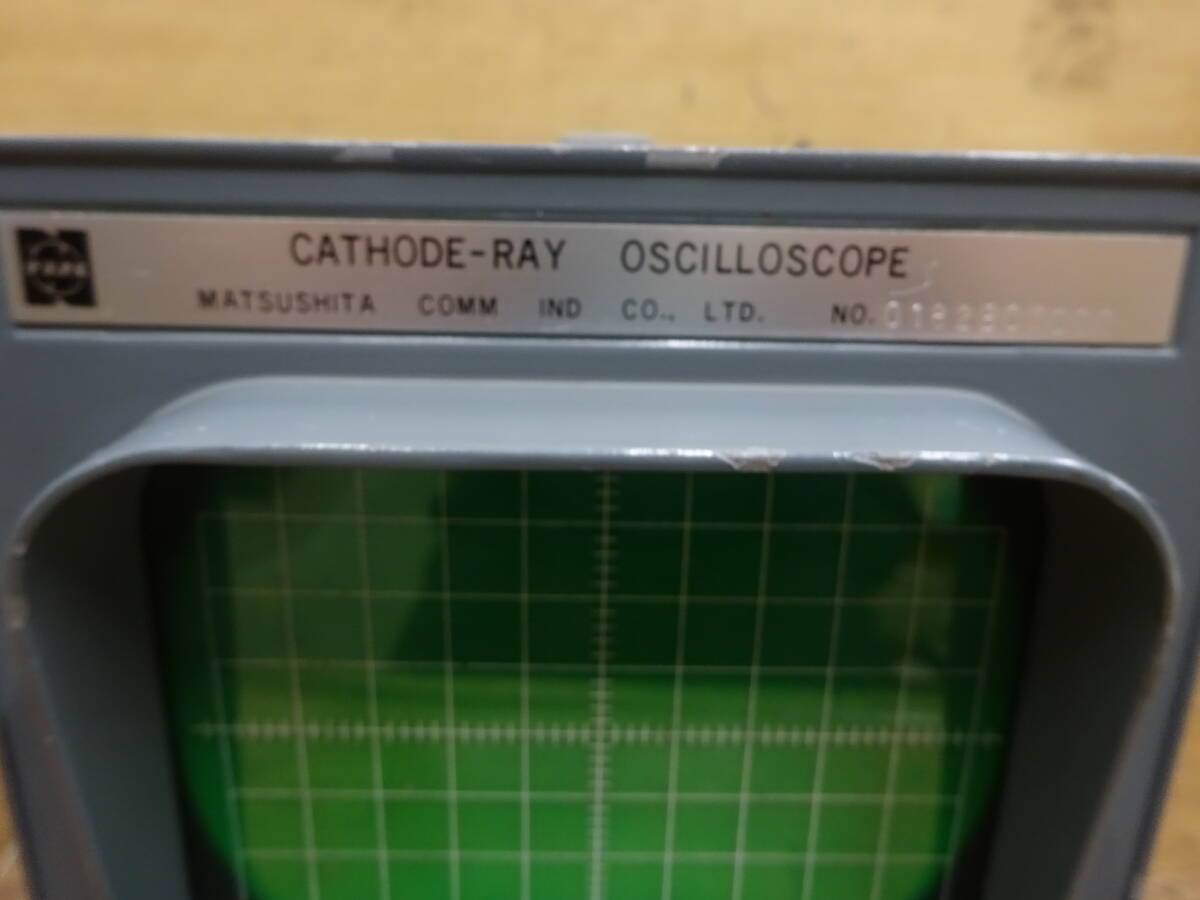 CATHODE-RAY OSCILLOSCOPE
MATSUSHITA COMM IND CO., LTD. NO.